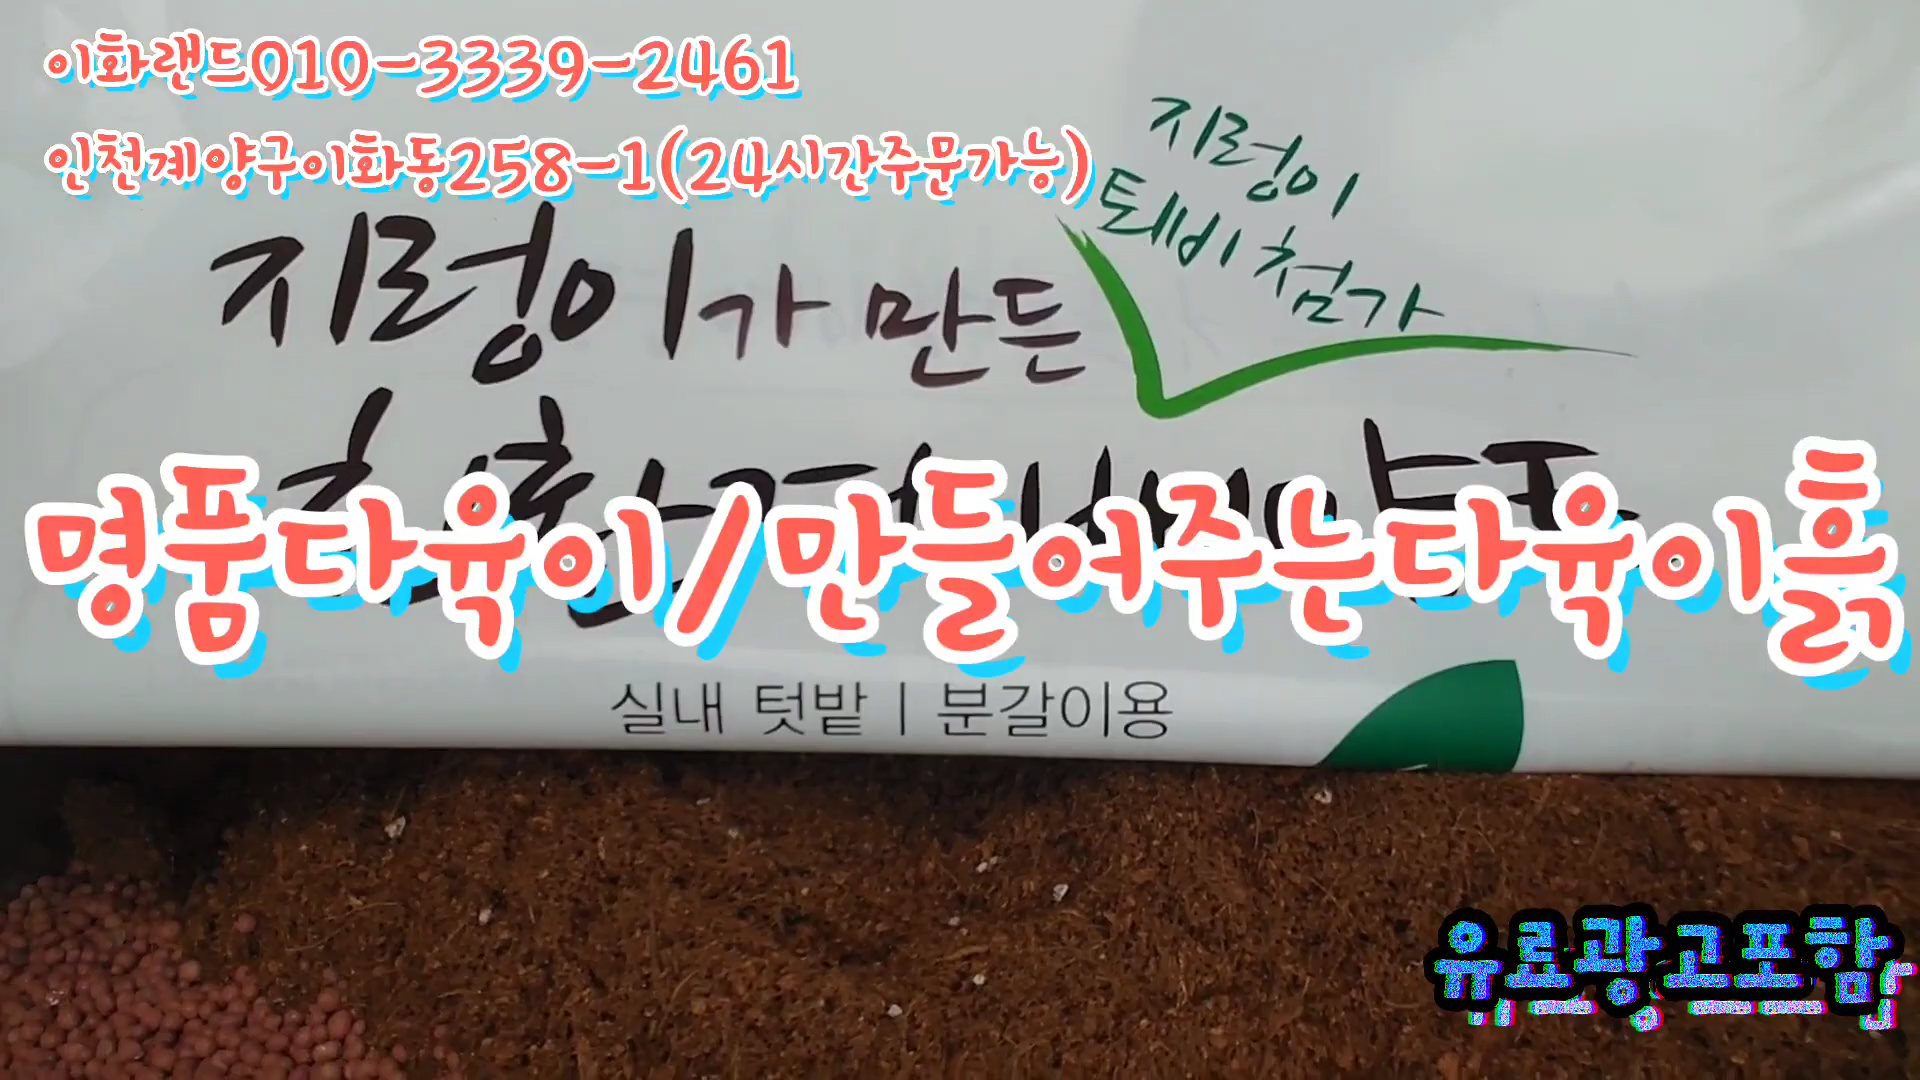 이화랜드010-3339-2461
인천계양구이화동258-1(24시간주문가능)
지렁이
퇴비 첨가
지렁이가 만든
명품다육이/만들어주는다육이흙
실내 텃밭 | 분갈이용
유료광고포함